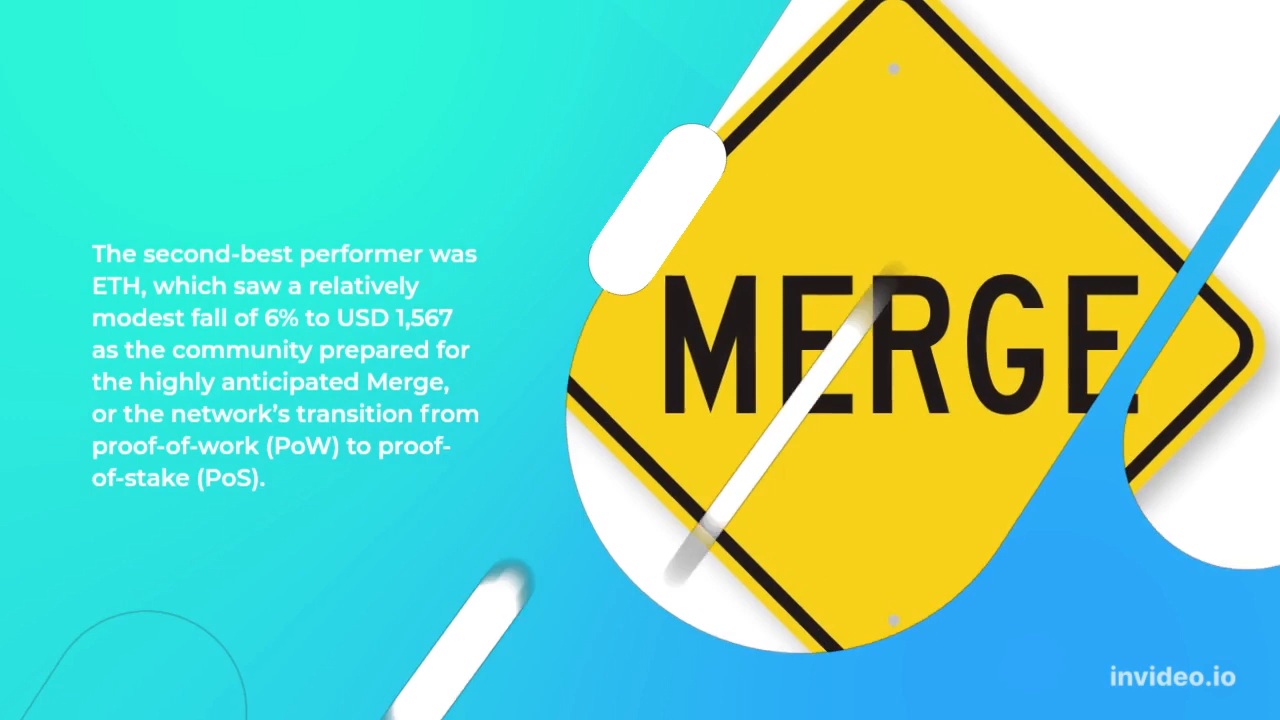 The second-best performer was
ETH, which saw a relatively
modest fall of 6% to USD 1,567
as the community prepared for
the highly anticipated Merge,
or the network’s transition from
proof-of-work (PoW) to proof-
of-stake (PoS).
MERGE
invideo.io